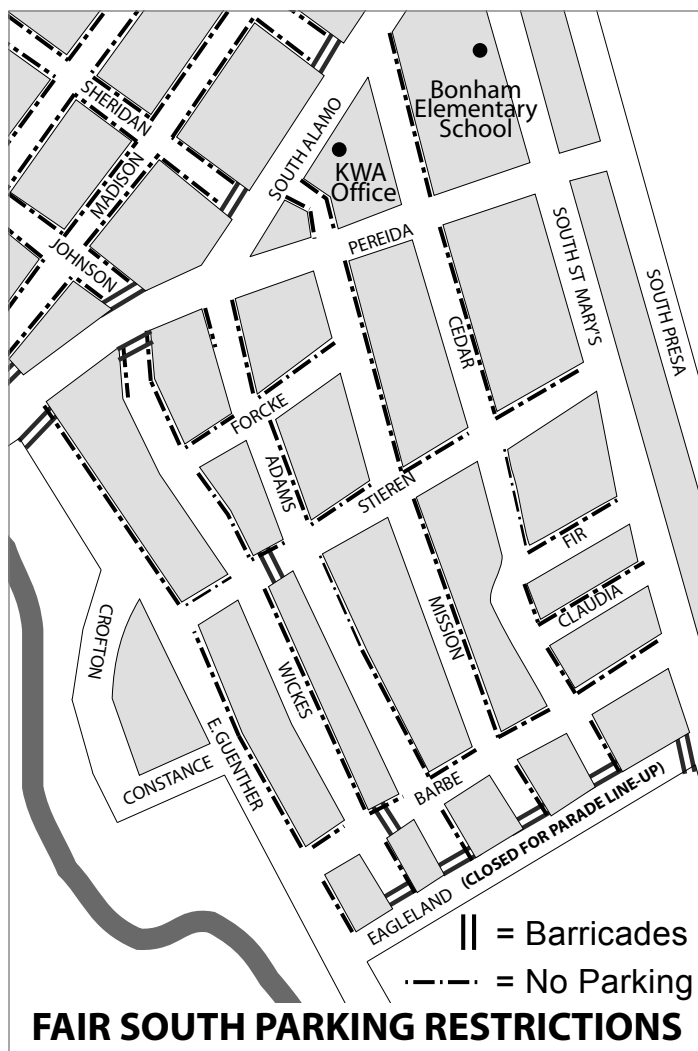 Bonham
Elementary
School
SHERIDAN
SOUTH ALAMO
KWA
Office
MADISON
JOHNSON
PEREIDA
SOUTH ST MARY'S
SOUTH PRESA
CEDAR
FORCKE
ADAMS
STIEREN
FIR
CLAUDIA
CROFTON
MISSION
WICKES
E. GUENTHER
CONSTANCE
BARBE
EAGLELAND (CLOSED FOR PARADE LINE-UP)
= Barricades
= No Parking
FAIR SOUTH PARKING RESTRICTIONS